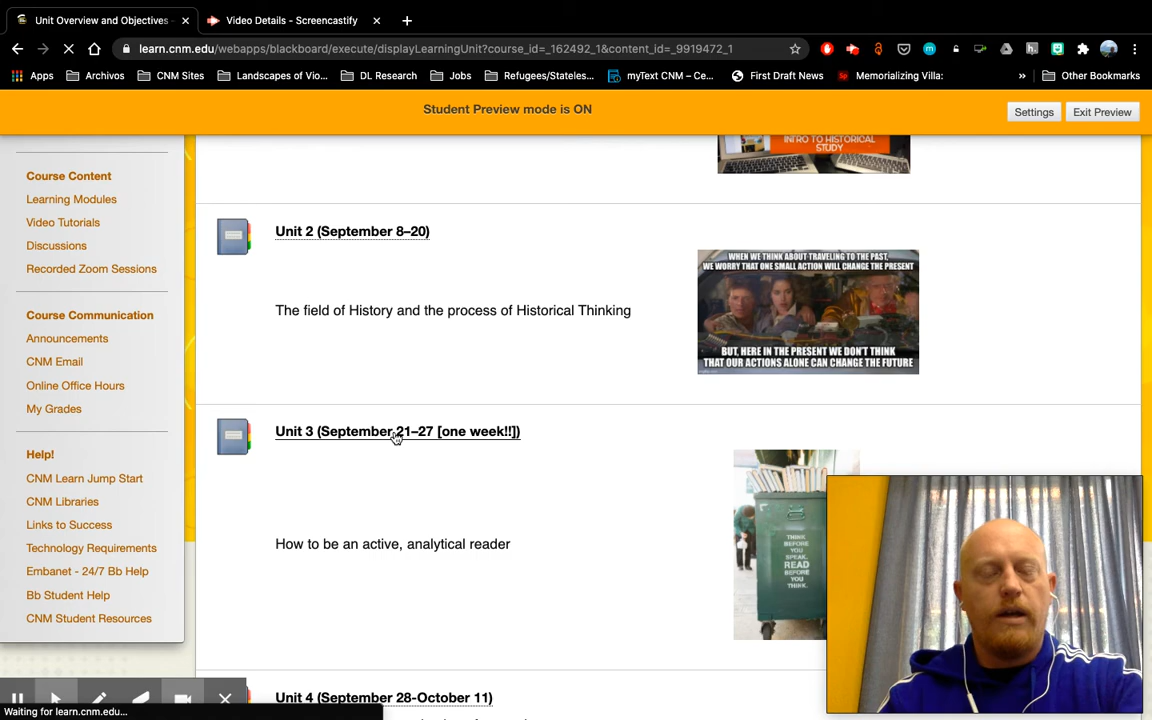 Unit Overview and Objectives -
Video Details - Screencastify
learn.cnm.edu/webapps/blackboard/execute/displayLearningUnit?course_id=_162492_1&content_id=_9919472_1
Apps
Archivos
CNM Sites
Landscapes of Vio...
DL Research
Jobs
Refugees/Stateles...
myText CNM – Ce...
First Draft News
Memorializing Villa:
»
Other Bookmarks
Student Preview mode is ON
Settings
Exit Preview
Course Content
Learning Modules
Video Tutorials
Discussions
Recorded Zoom Sessions
Course Communication
Announcements
CNM Email
Online Office Hours
My Grades
Help!
CNM Learn Jump Start
CNM Libraries
Links to Success
Technology Requirements
Embanet - 24/7 Bb Help
Bb Student Help
CNM Student Resources
INTRO TO HISTORICAL
STUDY
Unit 2 (September 8–20)
The field of History and the process of Historical Thinking
WHEN WE THINK ABOUT TRAVELING TO THE PAST,
WE WORRY THAT ONE SMALL ACTION WILL CHANGE THE PRESENT
BUT, HERE IN THE PRESENT WE DON'T THINK
THAT OUR ACTIONS ALONE CAN CHANGE THE FUTURE
Unit 3 (September 21–27 [one week!!])
How to be an active, analytical reader
THINK
BEFORE
YOU
SPEAK.
READ
BEFORE
YOU
THINK.
Unit 4 (September 28-October 11)
Waiting for learn.cnm.edu...